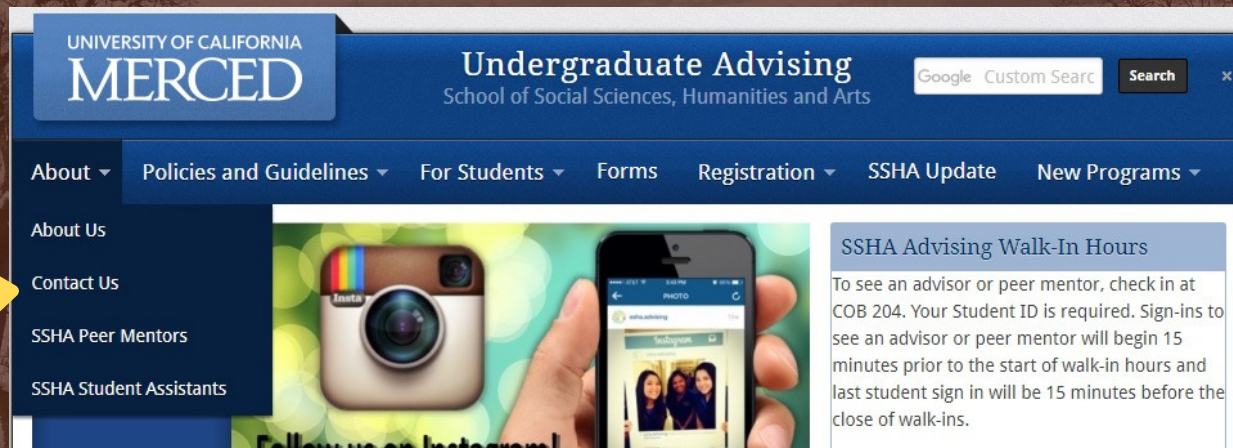 UNIVERSITY OF CALIFORNIA
MERCED
Undergraduate Advising
School of Social Sciences, Humanities and Arts
Google Custom Searc
Search
×
About
Policies and Guidelines
For Students
Forms
Registration
SSHA Update
New Programs
About Us
Contact Us
SSHA Peer Mentors
SSHA Student Assistants
Insta
PHOTO
ssha.advising
Instagram
Follow us on Instagram!
SSHA Advising Walk-In Hours
To see an advisor or peer mentor, check in at
COB 204. Your Student ID is required. Sign-ins to
see an advisor or peer mentor will begin 15
minutes prior to the start of walk-in hours and
last student sign in will be 15 minutes before the
close of walk-ins.